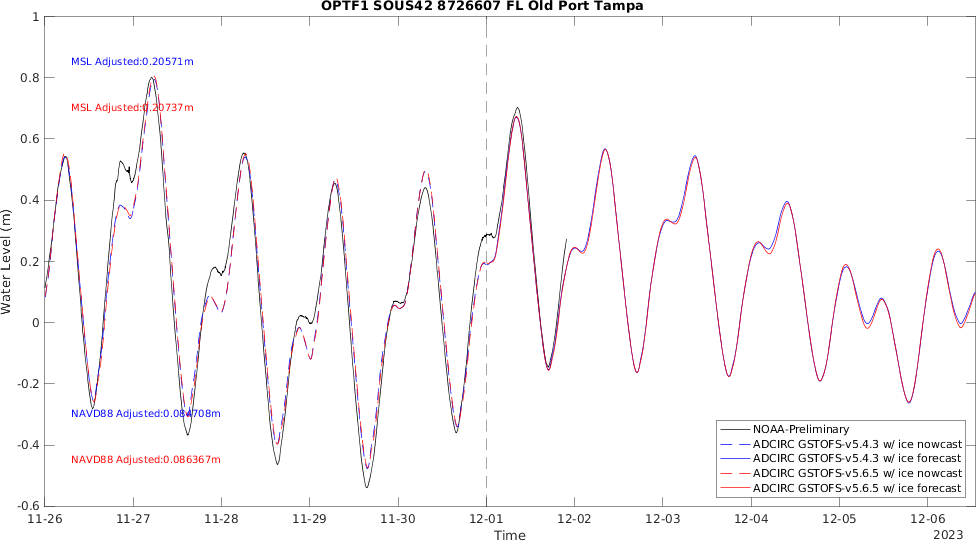 OPTF1 SOUS42 8726607 FL Old Port Tampa
1
0.8
0.6
0.4
0.2
0
-0.2
-0.4
-0.6
Water Level (m)
MSL Adjusted:0.20571m
MSL Adjusted:0.20737m
NAVD88 Adjusted:0.084708m
NAVD88 Adjusted:0.086367m
NOAA-Preliminary
ADCIRC GSTOFS-v5.4.3 w/ ice nowcast
ADCIRC GSTOFS-v5.4.3 w/ ice forecast
ADCIRC GSTOFS-v5.6.5 w/ ice nowcast
ADCIRC GSTOFS-v5.6.5 w/ ice forecast
11-26 11-27 11-28 11-29 11-30 12-01 12-02 12-03 12-04 12-05 12-06
Time
2023